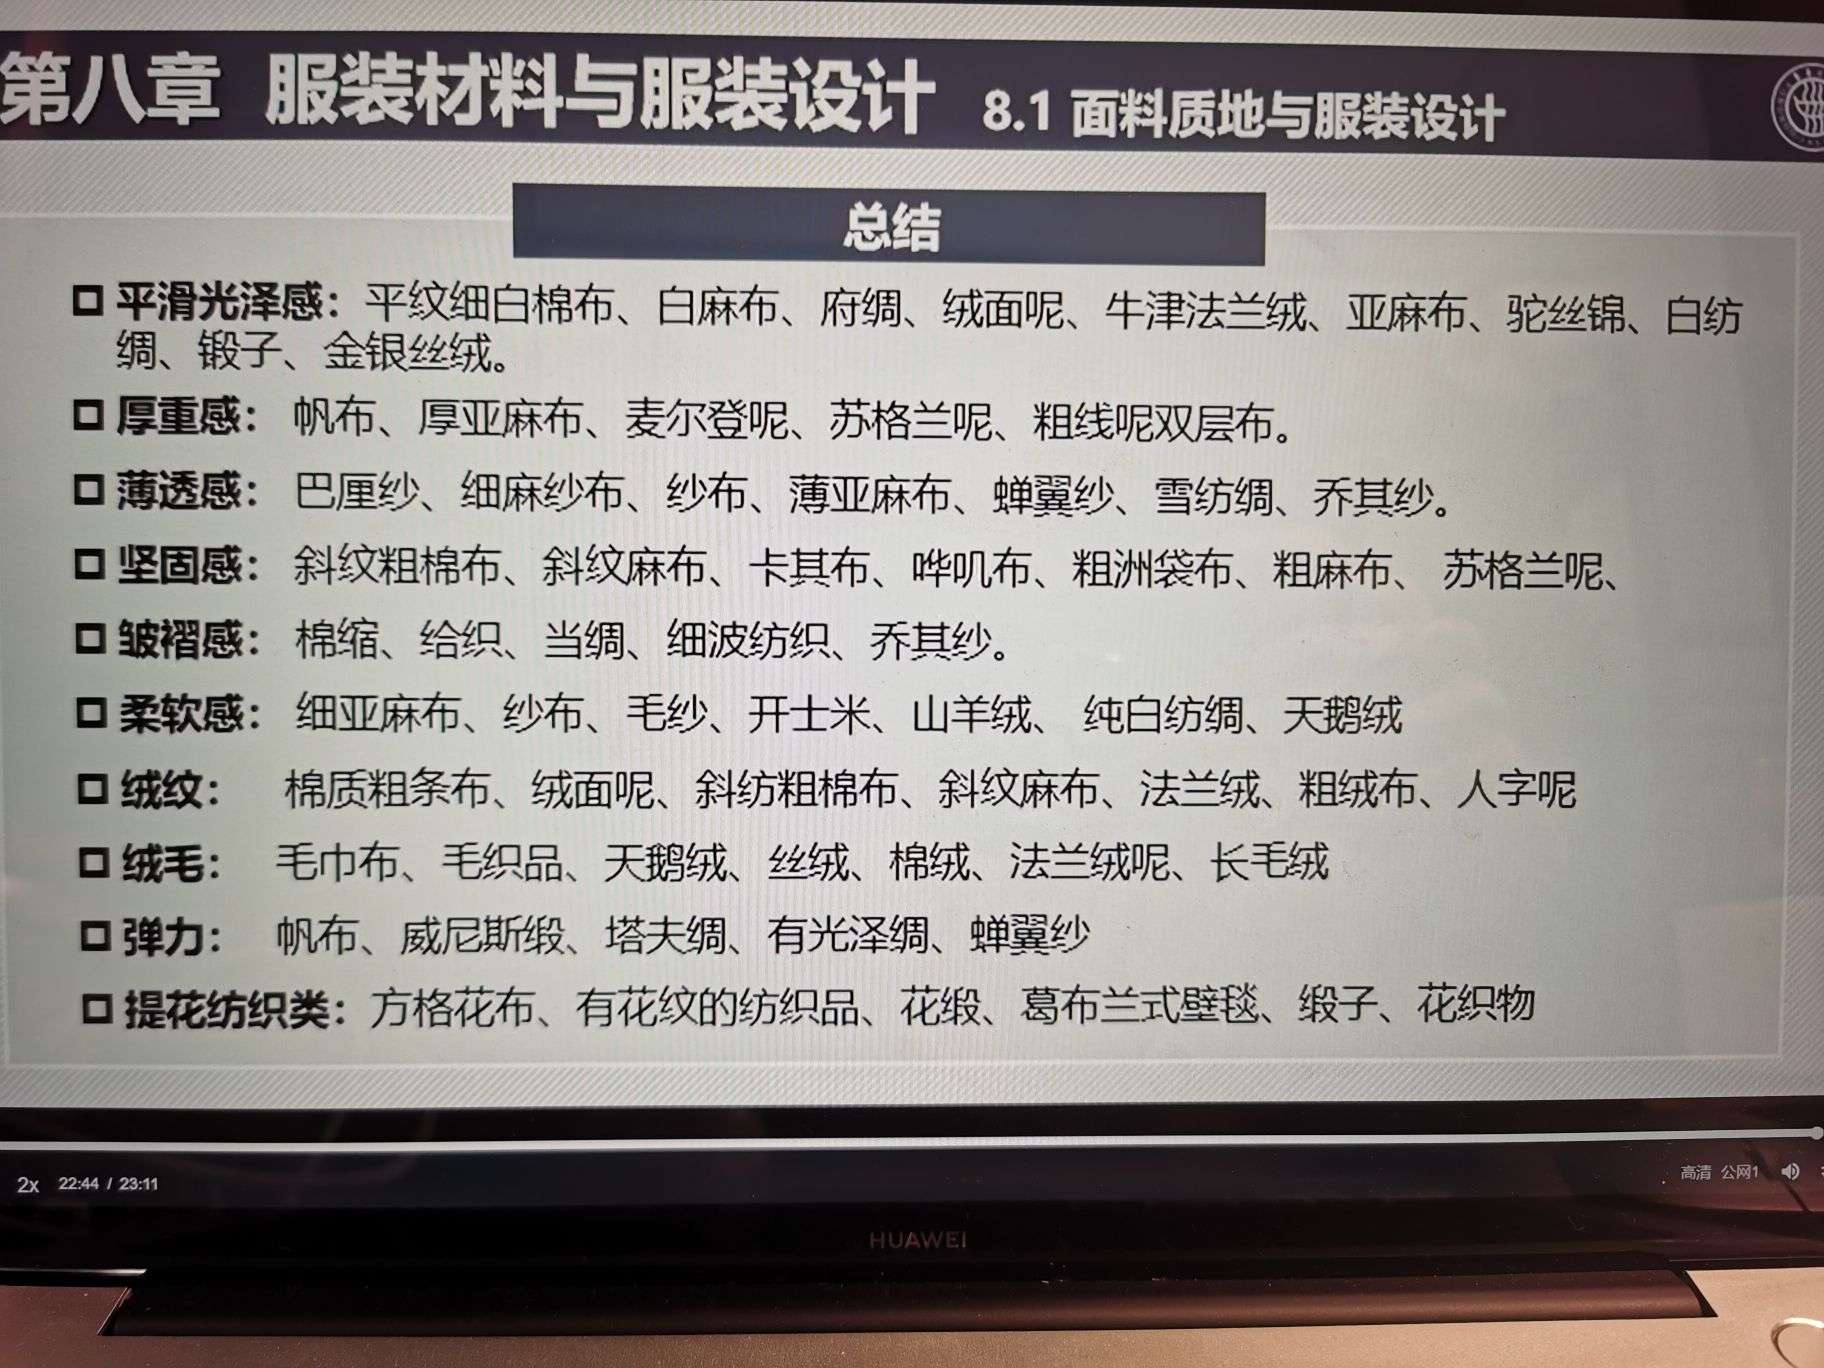 第八章 服装材料与服装设计 8.1 面料质地与服装设计
总结
平滑光泽感：平纹细白棉布、白麻布、府绸、绒面呢、牛津法兰绒、亚麻布、驼丝锦、白纺
绸、锻子、金银丝绒。
厚重感： 帆布、厚亚麻布、麦尔登呢、苏格兰呢、粗线呢双层布。
薄透感： 巴厘纱、细麻纱布、纱布、薄亚麻布、蝉翼纱、雪纺绸、乔其纱。
坚固感： 斜纹粗棉布、斜纹麻布、卡其布、哗叽布、粗洲袋布、粗麻布、 苏格兰呢、
皱褶感： 棉缩、给织、当绸、细波纺织、乔其纱。
柔软感： 细亚麻布、纱布、毛纱、开士米、山羊绒、 纯白纺绸、天鹅绒
绒纹： 棉质粗条布、绒面呢、斜纺粗棉布、斜纹麻布、法兰绒、粗绒布、人字呢
绒毛： 毛巾布、毛织品、天鹅绒、丝绒、棉绒、法兰绒呢、长毛绒
弹力： 帆布、威尼斯缎、塔夫绸、有光泽绸、蝉翼纱
提花纺织类：方格花布、有花纹的纺织品、花缎、葛布兰式壁毯、缎子、花织物
2x 22:44 / 23:11 高清 公网1
HUAWEI